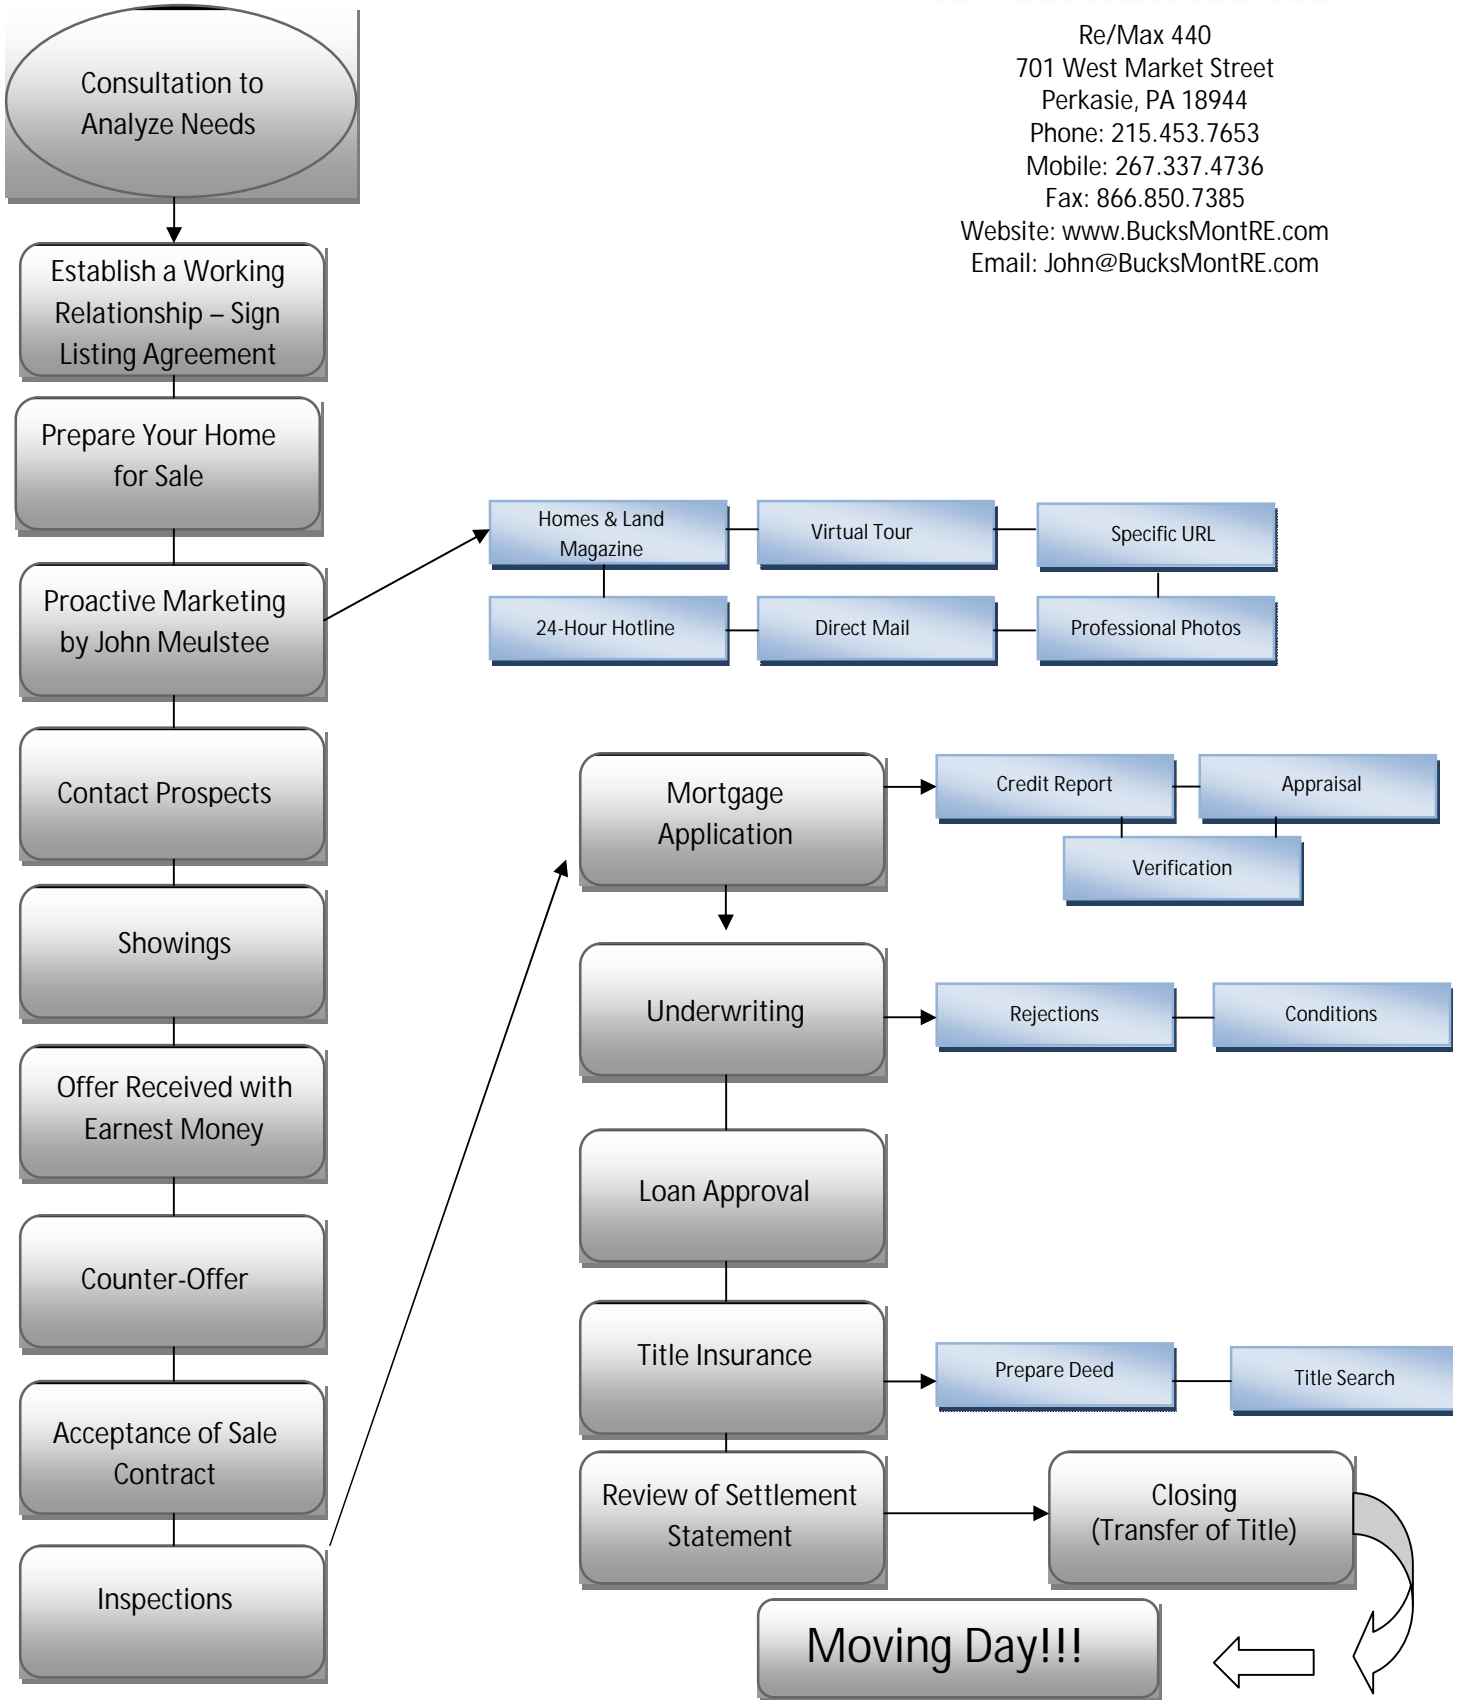 Re/Max 440
701 West Market Street
Perkasie, PA 18944
Phone: 215.453.7653
Mobile: 267.337.4736
Fax: 866.850.7385
Website: www.BucksMontRE.com
Email: John@BucksMontRE.com
Consultation to
Analyze Needs
Establish a Working
Relationship – Sign
Listing Agreement
Prepare Your Home
for Sale
Proactive Marketing
by John Meulstee
Homes & Land
Magazine
Virtual Tour
Specific URL
24-Hour Hotline
Direct Mail
Professional Photos
Contact Prospects
Showings
Offer Received with
Earnest Money
Counter-Offer
Acceptance of Sale
Contract
Inspections
Mortgage
Application
Credit Report
Appraisal
Verification
Underwriting
Rejections
Conditions
Loan Approval
Title Insurance
Prepare Deed
Title Search
Review of Settlement
Statement
Closing
(Transfer of Title)
Moving Day!!!